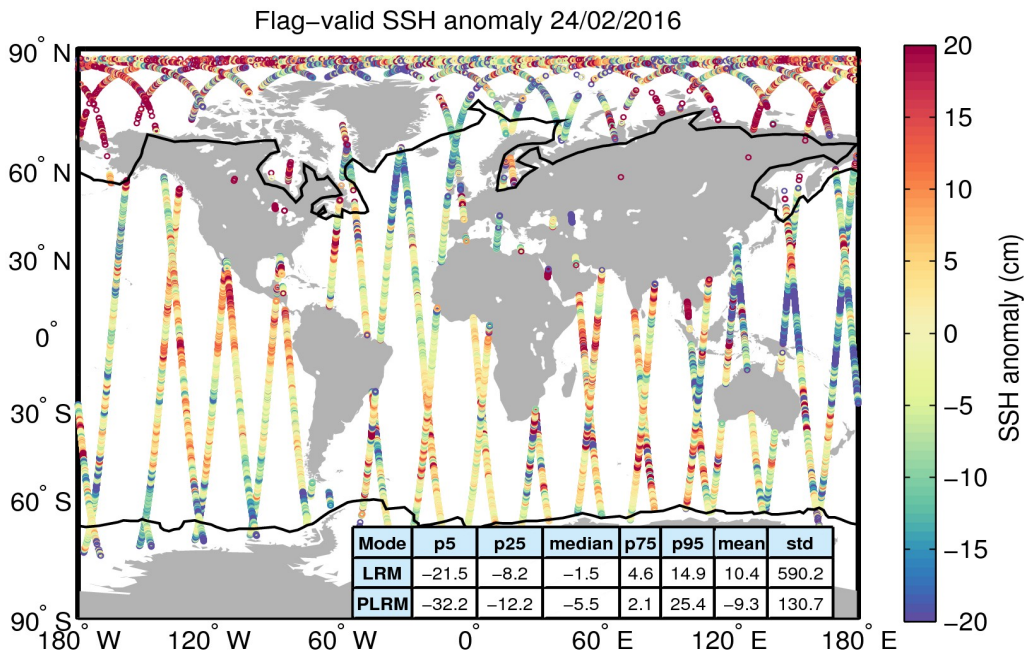 Flag−valid SSH anomaly 24/02/2016
90° N
60° N
30° N
0°
30° S
60° S
90° S
180° W 120° W 60° W 0° 60° E 120° E 180° E
Mode p5 p25 median p75 p95 mean std
LRM −21.5 −8.2 −1.5 4.6 14.9 10.4 590.2
PLRM −32.2 −12.2 −5.5 2.1 25.4 −9.3 130.7
20
15
10
5
0
−5
−10
−15
−20
SSH anomaly (cm)